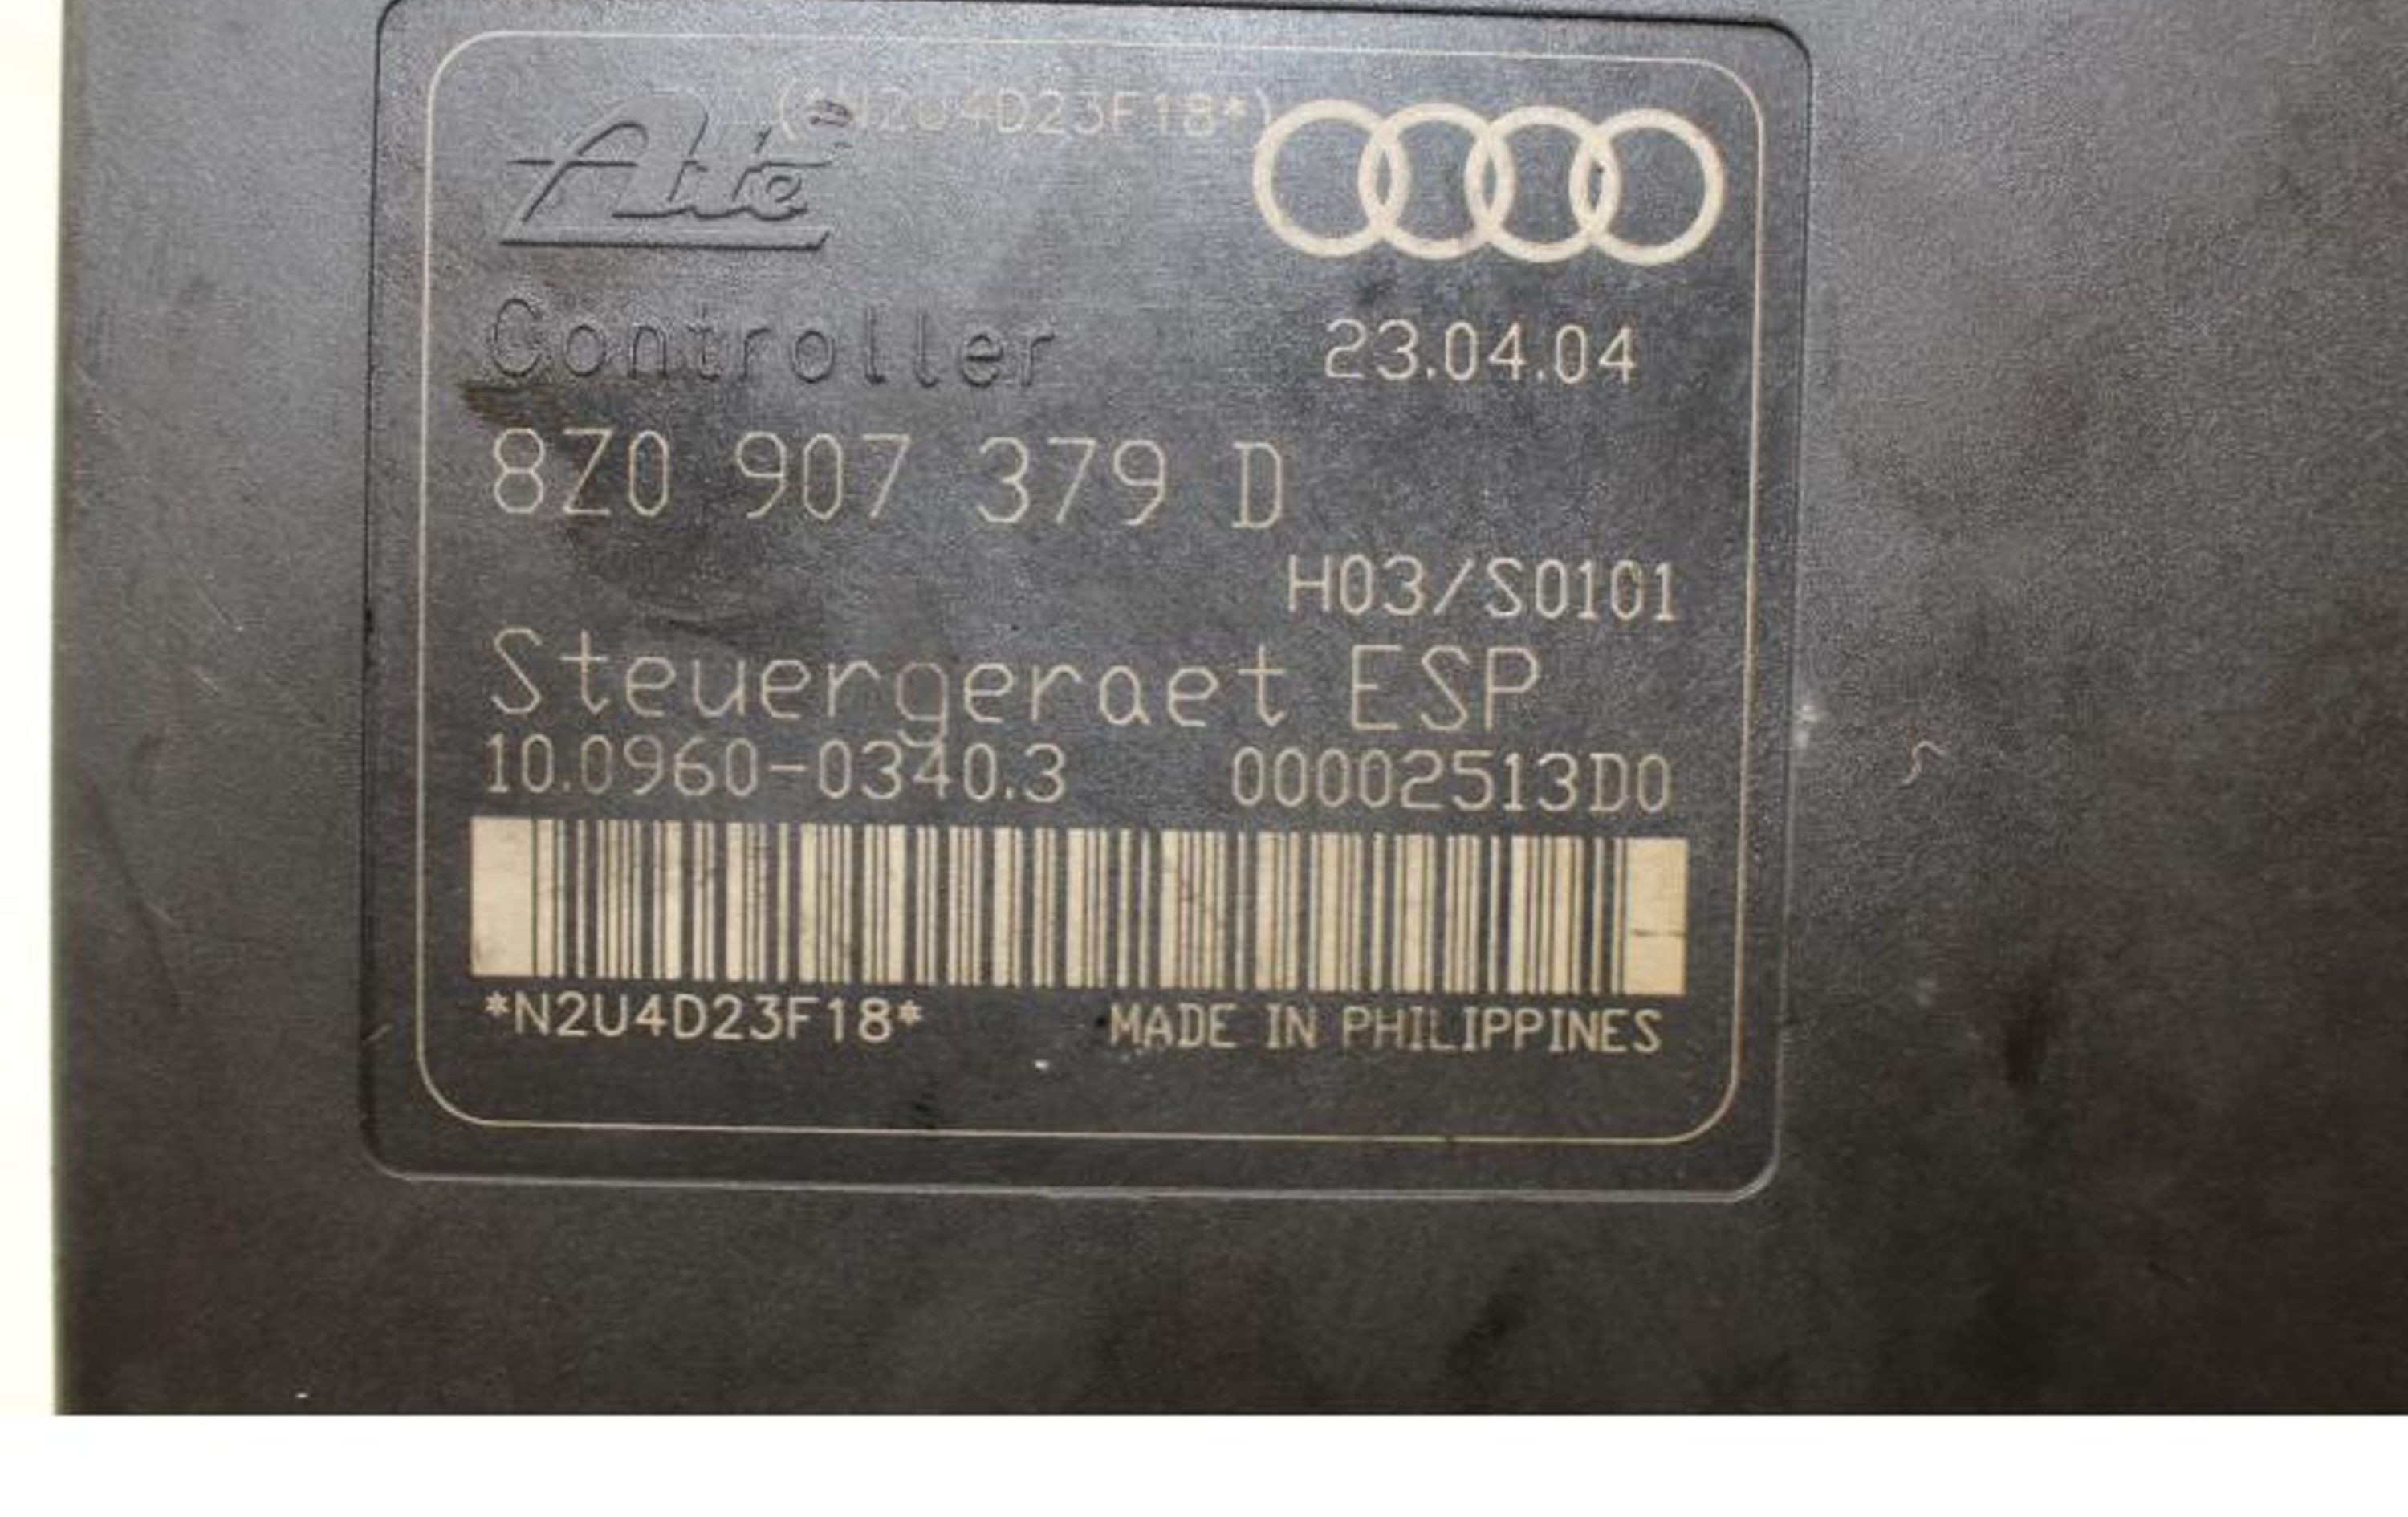 (*N2U4D23F18*)
Ate
Controller
23.04.04
8Z0 907 379 D
H03/S0101
Steuergeraet ESP
10.0960-0340.3 00002513D0
*N2U4D23F18* MADE IN PHILIPPINES